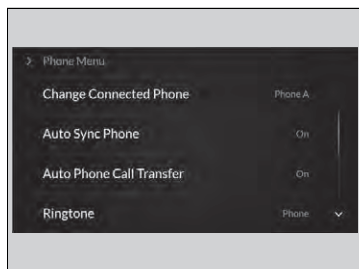 Phone Menu
Change Connected Phone Phone A
Auto Sync Phone On
Auto Phone Call Transfer On
Ringtone Phone